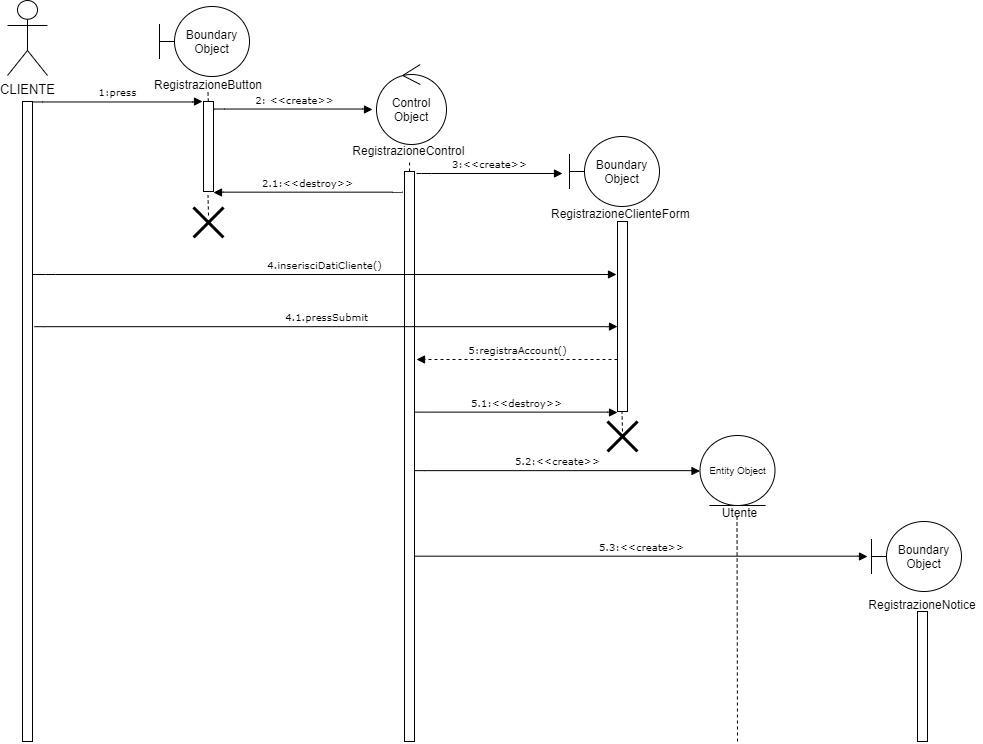 Boundary
Object
CLIENTE
RegistrazioneButton
1:press
2: <<create>>
Control
Object
RegistrazioneControl
3:<<create>>
Boundary
Object
2.1:<<destroy>>
RegistrazioneClienteForm
4.inserisciDatiCliente()
4.1.pressSubmit
5:registraAccount()
5.1:<<destroy>>
5.2:<<create>>
Entity Object
Utente
5.3:<<create>>
Boundary
Object
RegistrazioneNotice